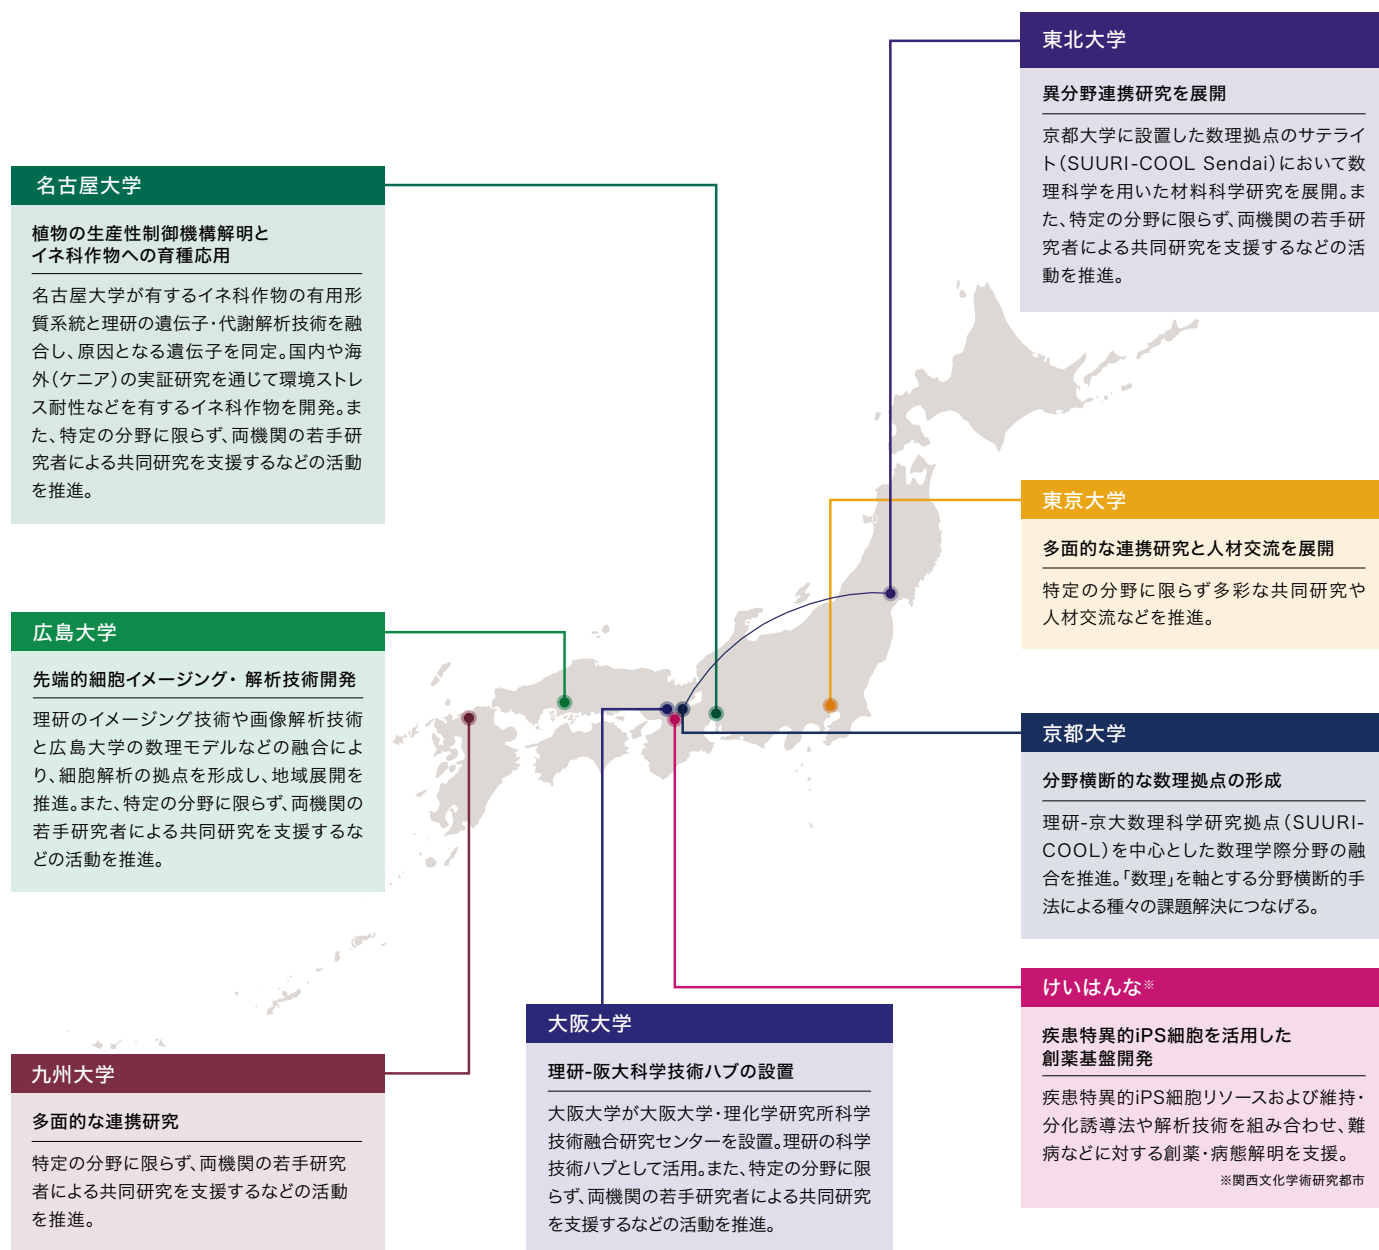 東北大学
異分野連携研究を展開
京都大学に設置した数理拠点のサテライ
ト(SUURI-COOL Sendai)において数
理科学を用いた材料科学研究を展開。ま
た、特定の分野に限らず、両機関の若手研
究者による共同研究を支援するなどの活
動を推進。
名古屋大学
植物の生産性制御機構解明と
イネ科作物への育種応用
名古屋大学が有するイネ科作物の有用形
質系統と理研の遺伝子・代謝解析技術を融
合し、原因となる遺伝子を同定。国内や海
外(ケニア)の実証研究を通じて環境ストレ
ス耐性などを有するイネ科作物を開発。ま
た、特定の分野に限らず、両機関の若手研
究者による共同研究を支援するなどの活動
を推進。
東京大学
多面的な連携研究と人材交流を展開
特定の分野に限らず多彩な共同研究や
人材交流などを推進。
広島大学
先端的細胞イメージング・ 解析技術開発
理研のイメージング技術や画像解析技術
と広島大学の数理モデルなどの融合によ
り、細胞解析の拠点を形成し、地域展開を
推進。また、特定の分野に限らず、両機関の
若手研究者による共同研究を支援するな
どの活動を推進。
京都大学
分野横断的な数理拠点の形成
理研-京大数理科学研究拠点(SUURI-
COOL)を中心とした数理学際分野の融
合を推進。「数理」を軸とする分野横断的手
法による種々の課題解決につなげる。
けいはんな※
疾患特異的iPS細胞を活用した
創薬基盤開発
疾患特異的iPS細胞リソースおよび維持・
分化誘導法や解析技術を組み合わせ、難
病などに対する創薬・病態解明を支援。
※関西文化学術研究都市
大阪大学
理研-阪大科学技術ハブの設置
大阪大学が大阪大学・理化学研究所科学
技術融合研究センターを設置。理研の科学
技術ハブとして活用。また、特定の分野に限
らず、両機関の若手研究者による共同研究
を支援するなどの活動を推進。
九州大学
多面的な連携研究
特定の分野に限らず、両機関の若手研究
者による共同研究を支援するなどの活動
を推進。